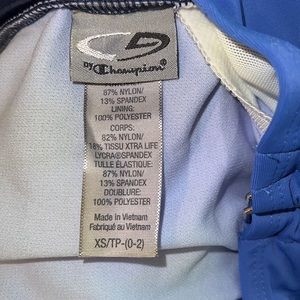 C9
by Champion
87% NYLON/
13% SPANDEX
LINING:
100% POLYESTER
CORPS:
82% NYLON/
18% TISSU XTRA LIFE
LYCRA®SPANDEX
TULLE ÉLASTIQUE:
87% NYLON/
13% SPANDEX
DOUBLURE:
100% POLYESTER
Made in Vietnam
Fabriqué au Vietnam
XS/TP-(0-2)